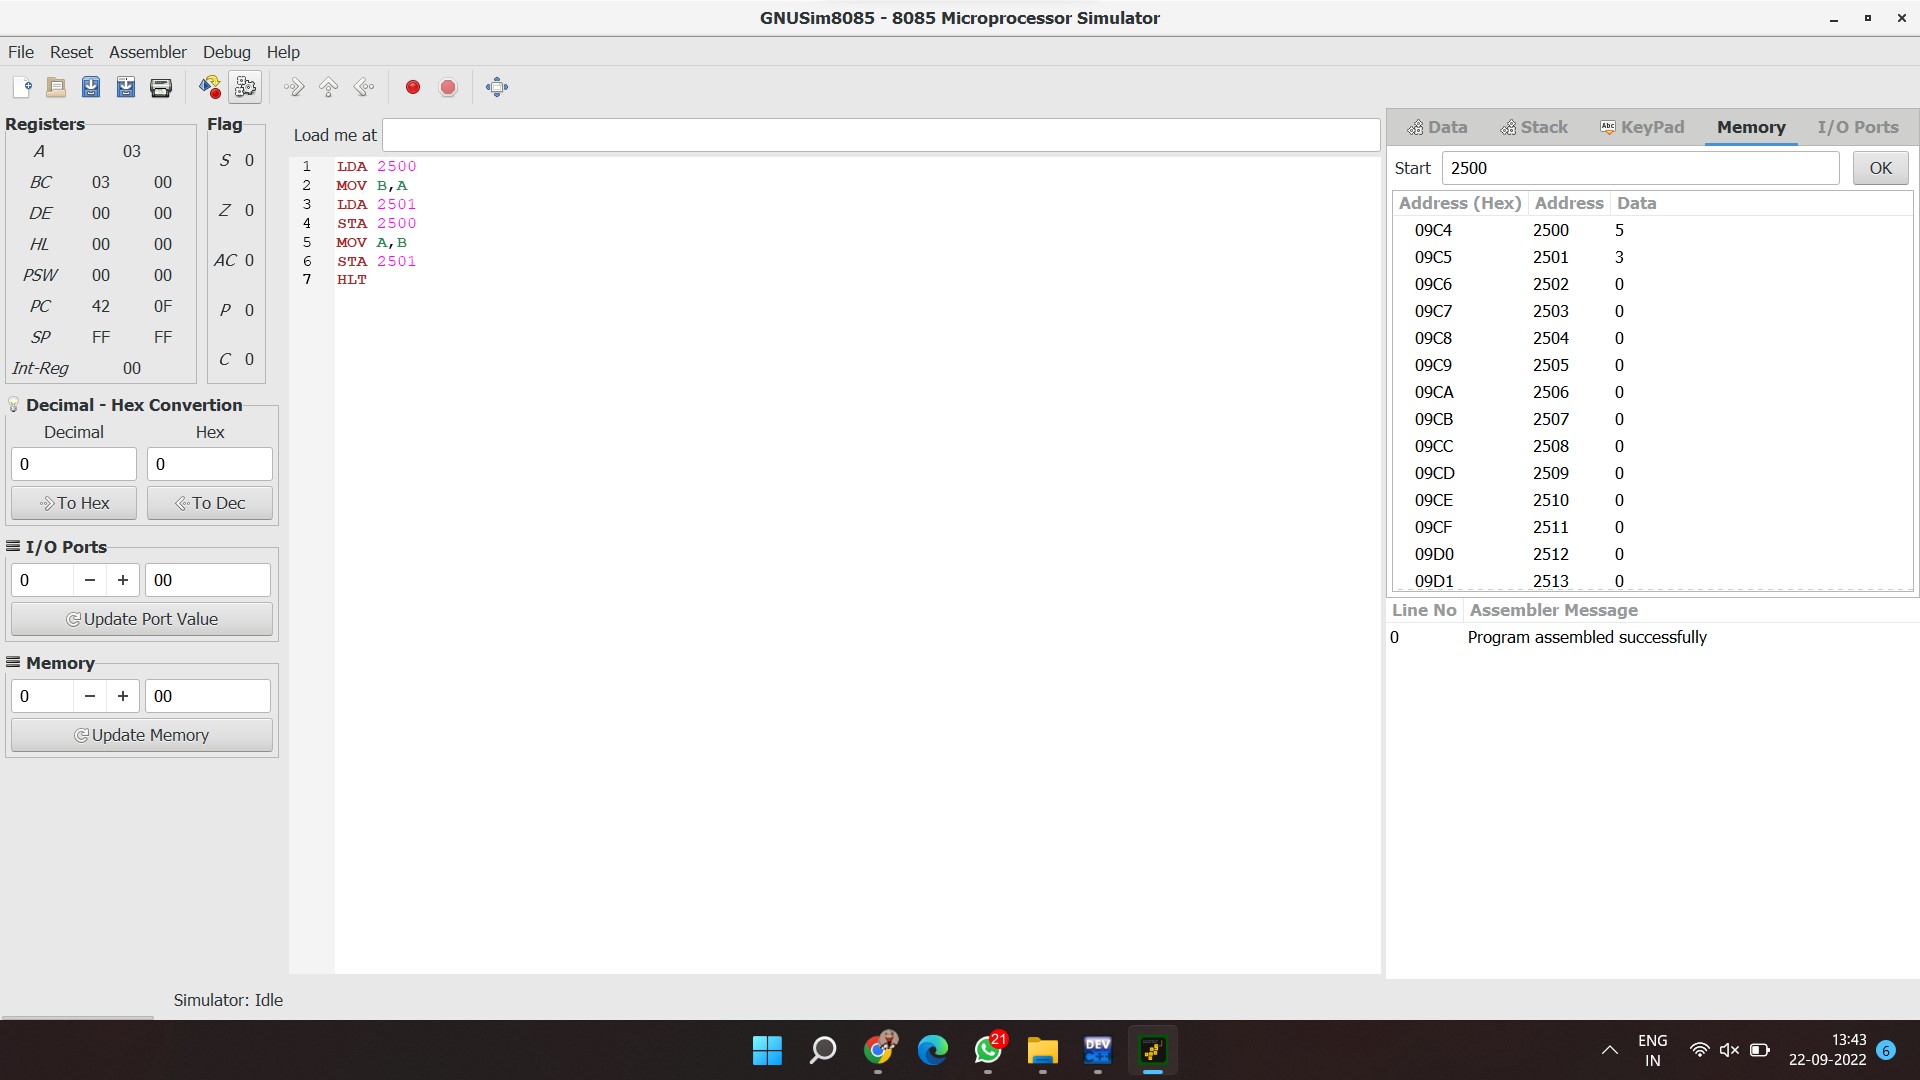 GNUSim8085 - 8085 Microprocessor Simulator
File Reset Assembler Debug Help
Registers
A 03
BC 03 00
DE 00 00
HL 00 00
PSW 00 00
PC 42 0F
SP FF FF
Int-Reg 00
Flag
S 0
Z 0
AC 0
P 0
C 0
Decimal - Hex Convertion
Decimal Hex
0 0
To Hex To Dec
I/O Ports
0 − + 00
Update Port Value
Memory
0 − + 00
Update Memory
Load me at
1 LDA 2500
2 MOV B,A
3 LDA 2501
4 STA 2500
5 MOV A,B
6 STA 2501
7 HLT
Data Stack Abc KeyPad Memory I/O Ports
Start 2500 OK
Address (Hex) Address Data
09C4 2500 5
09C5 2501 3
09C6 2502 0
09C7 2503 0
09C8 2504 0
09C9 2505 0
09CA 2506 0
09CB 2507 0
09CC 2508 0
09CD 2509 0
09CE 2510 0
09CF 2511 0
09D0 2512 0
09D1 2513 0
Line No Assembler Message
0 Program assembled successfully
Simulator: Idle
21
DEV
ENG
IN
13:43
22-09-2022
6